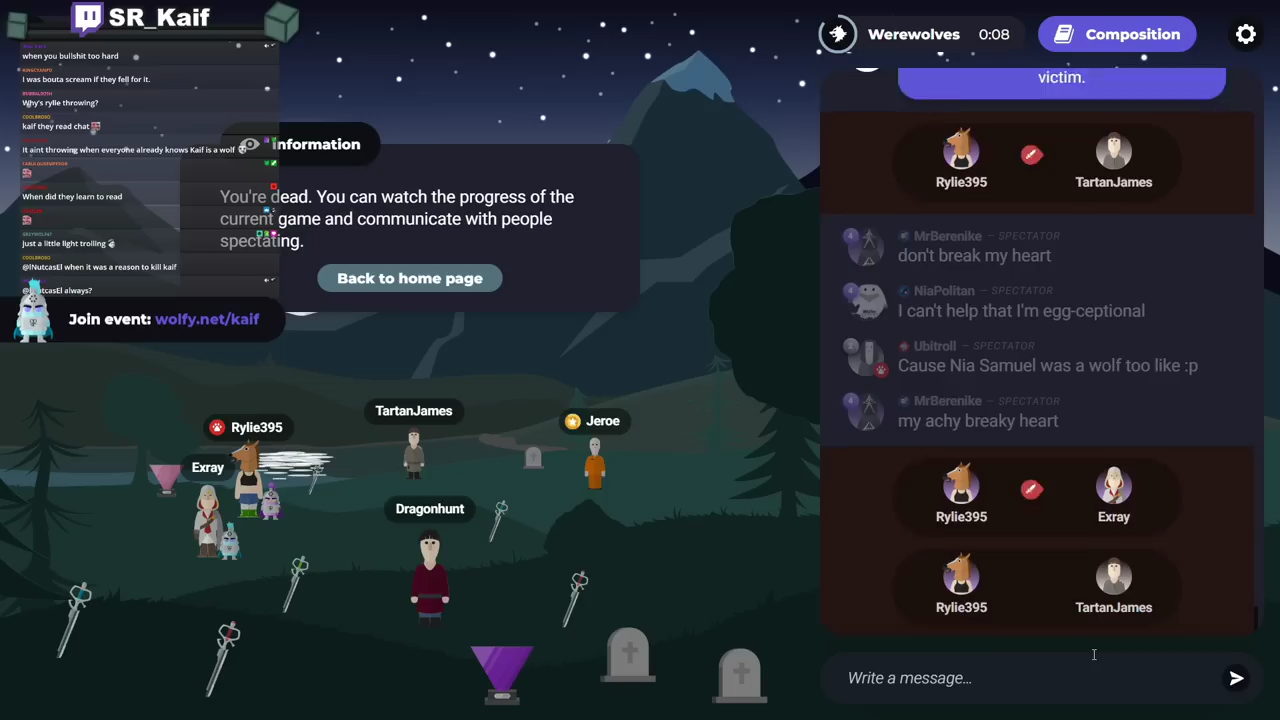 SR_Kaif
when you bullshit too hard
I was bouta scream if they fell for it.
Why's rylie throwing?
kaif they read chat
It aint throwing when everyone already knows Kaif is a wolf
When did they learn to read
just a little light trolling
@INutcasEl when it was a reason to kill kaif
always?
Join event: wolfy.net/kaif
Information
You're dead. You can watch the progress of the
current game and communicate with people
spectating.
Back to home page
Rylie395
TartanJames
Jeroe
Exray
Dragonhunt
Werewolves 0:08 Composition
victim.
Rylie395 TartanJames
MrBerenike – SPECTATOR
don't break my heart
NiaPolitan – SPECTATOR
I can't help that I'm egg-ceptional
Ubitroll – SPECTATOR
Cause Nia Samuel was a wolf too like :p
MrBerenike – SPECTATOR
my achy breaky heart
Rylie395 Exray
Rylie395 TartanJames
Write a message...